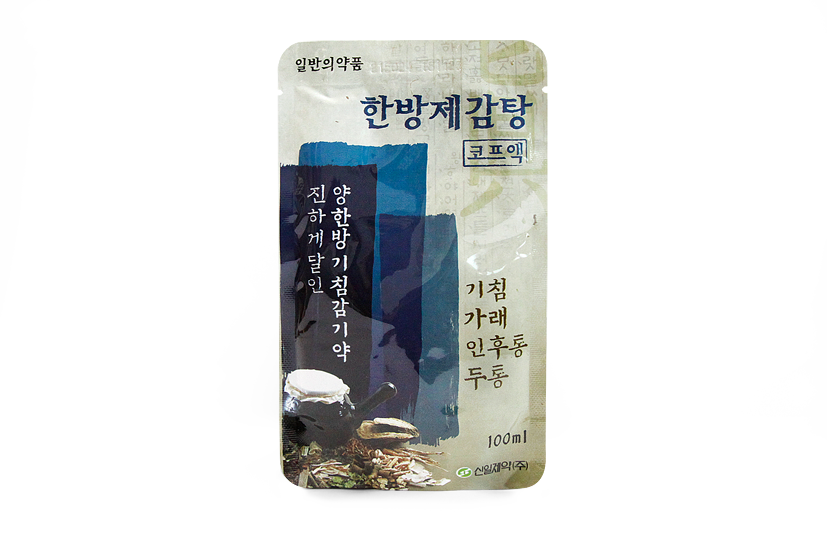 일반의약품
한방제감탕
코프액
양한방기침감기약
진하게달인
기침
가래
인후통
두통
100ml
신일제약(주)